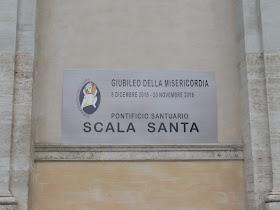 GIUBILEO DELLA MISERICORDIA
8 DICEMBRE 2015 - 20 NOVEMBRE 2016
PONTIFICIO SANTUARIO
SCALA SANTA